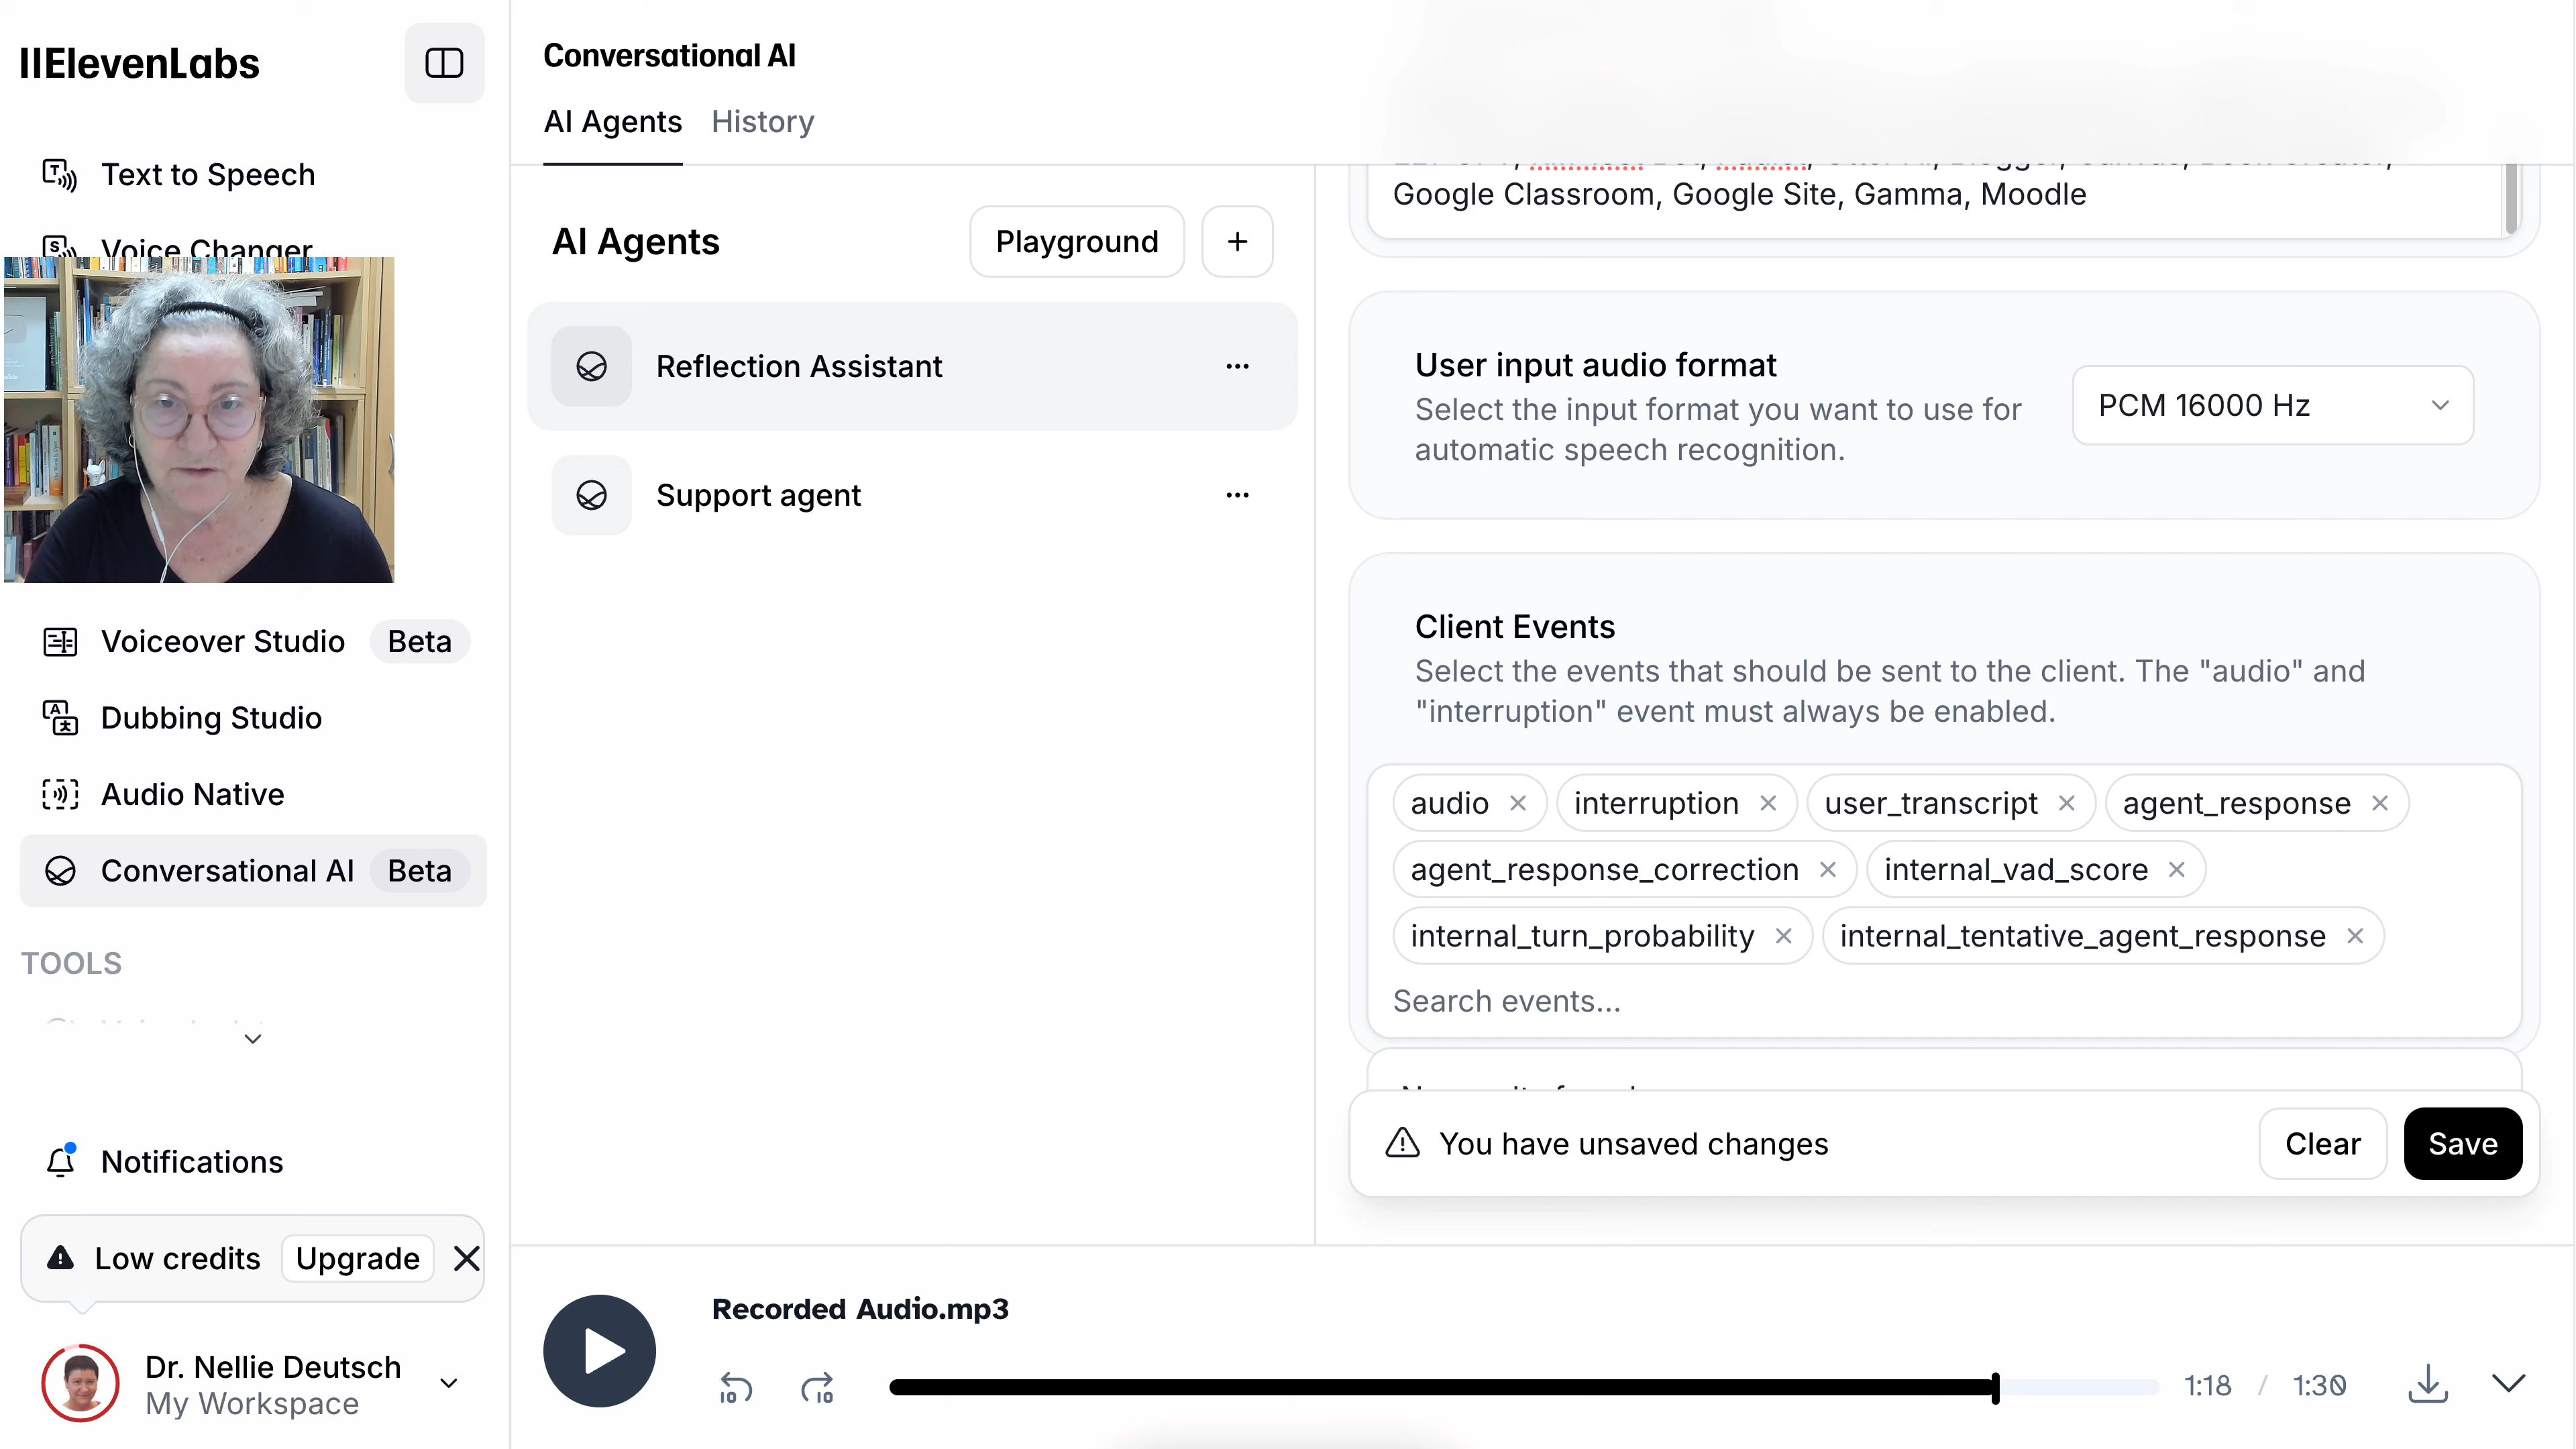 IIElevenLabs
Text to Speech
Voice Changer
Voiceover Studio Beta
Dubbing Studio
Audio Native
Conversational AI Beta
TOOLS
Notifications
Low credits Upgrade
Dr. Nellie Deutsch
My Workspace
Conversational AI
AI Agents History
AI Agents Playground +
Reflection Assistant
Support agent
Google Classroom, Google Site, Gamma, Moodle
User input audio format
Select the input format you want to use for
automatic speech recognition.
PCM 16000 Hz
Client Events
Select the events that should be sent to the client. The "audio" and
"interruption" event must always be enabled.
audio interruption user_transcript agent_response
agent_response_correction internal_vad_score
internal_turn_probability internal_tentative_agent_response
Search events...
You have unsaved changes Clear Save
Recorded Audio.mp3
10 10 1:18 / 1:30